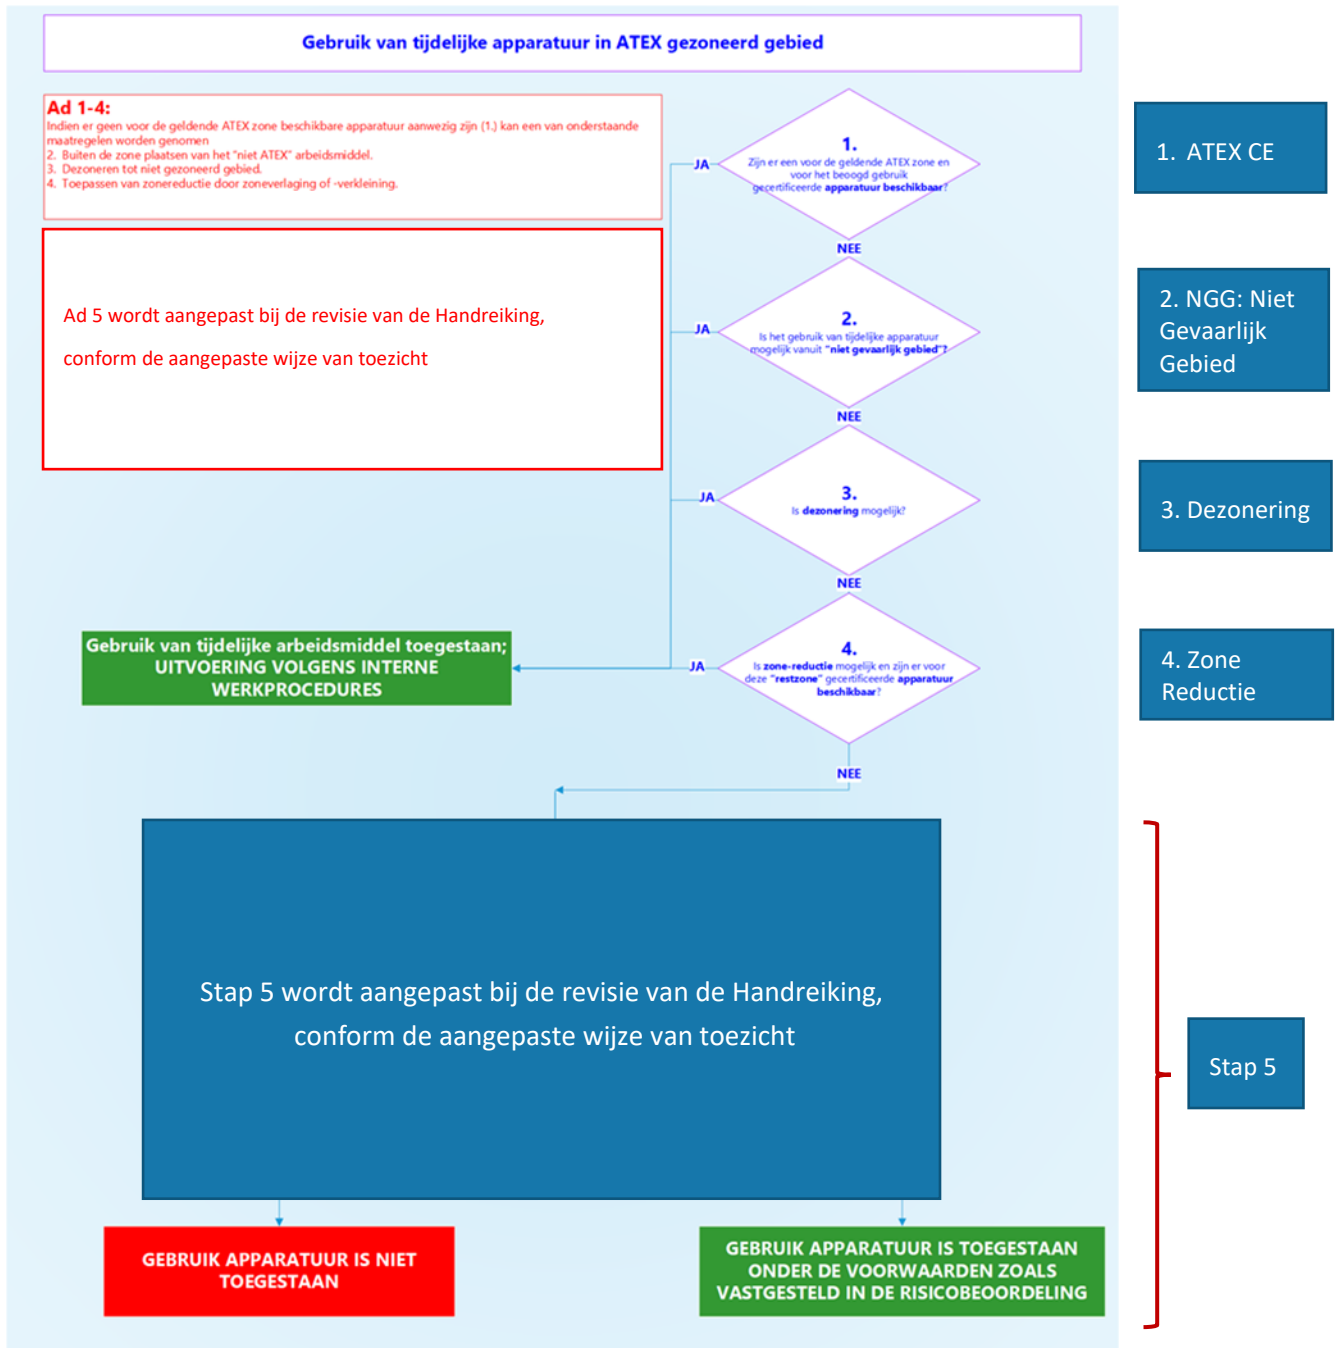 Gebruik van tijdelijke apparatuur in ATEX gezoneerd gebied
Ad 1-4:
Indien er geen voor de geldende ATEX zone beschikbare apparatuur aanwezig zijn (1.) kan een van onderstaande
maatregelen worden genomen
2. Buiten de zone plaatsen van het "niet ATEX" arbeidsmiddel.
3. Dezoneren tot niet gezoneerd gebied.
4. Toepassen van zonereductie door zoneverlaging of -verkleining.
Ad 5 wordt aangepast bij de revisie van de Handreiking,
conform de aangepaste wijze van toezicht
JA
1.
Zijn er een voor de geldende ATEX zone en
voor het beoogd gebruik
gecertificeerde apparatuur beschikbaar?
NEE
1. ATEX CE
JA
2.
Is het gebruik van tijdelijke apparatuur
mogelijk vanuit "niet gevaarlijk gebied"?
NEE
2. NGG: Niet
Gevaarlijk
Gebied
JA
3.
Is dezonering mogelijk?
NEE
3. Dezonering
JA
4.
Is zone-reductie mogelijk en zijn er voor
deze "restzone" gecertificeerde apparatuur
beschikbaar?
NEE
4. Zone
Reductie
Gebruik van tijdelijke arbeidsmiddel toegestaan;
UITVOERING VOLGENS INTERNE
WERKPROCEDURES
Stap 5 wordt aangepast bij de revisie van de Handreiking,
conform de aangepaste wijze van toezicht
Stap 5
GEBRUIK APPARATUUR IS NIET
TOEGESTAAN
GEBRUIK APPARATUUR IS TOEGESTAAN
ONDER DE VOORWAARDEN ZOALS
VASTGESTELD IN DE RISICOBEOORDELING